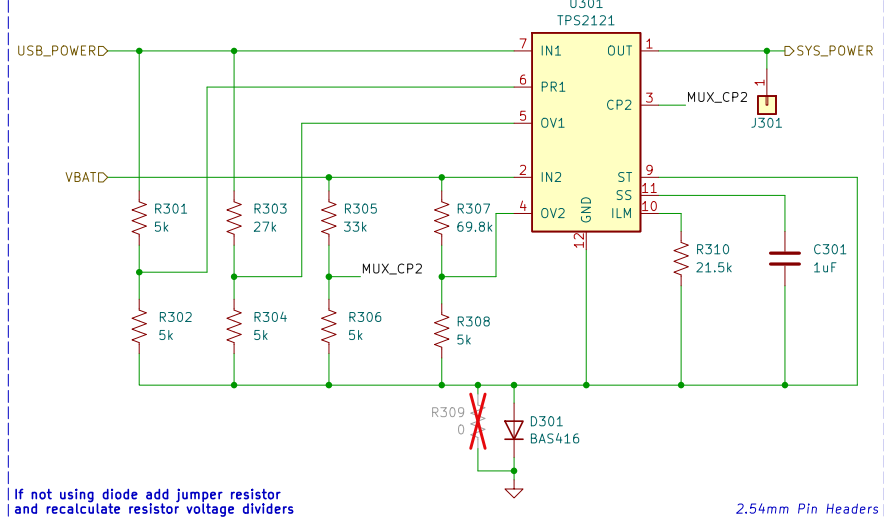 U301
TPS2121
USB_POWER
7
IN1
OUT
1
SYS_POWER
6
PR1
1
CP2
3
MUX_CP2
5
OV1
J301
VBAT
2
IN2
ST
9
SS
11
4
OV2
GND
ILM
10
12
R301
5k
R303
27k
R305
33k
R307
69.8k
R310
21.5k
C301
1uF
MUX_CP2
R302
5k
R304
5k
R306
5k
R308
5k
R309
0
D301
BAS416
If not using diode add jumper resistor
and recalculate resistor voltage dividers
2.54mm Pin Headers